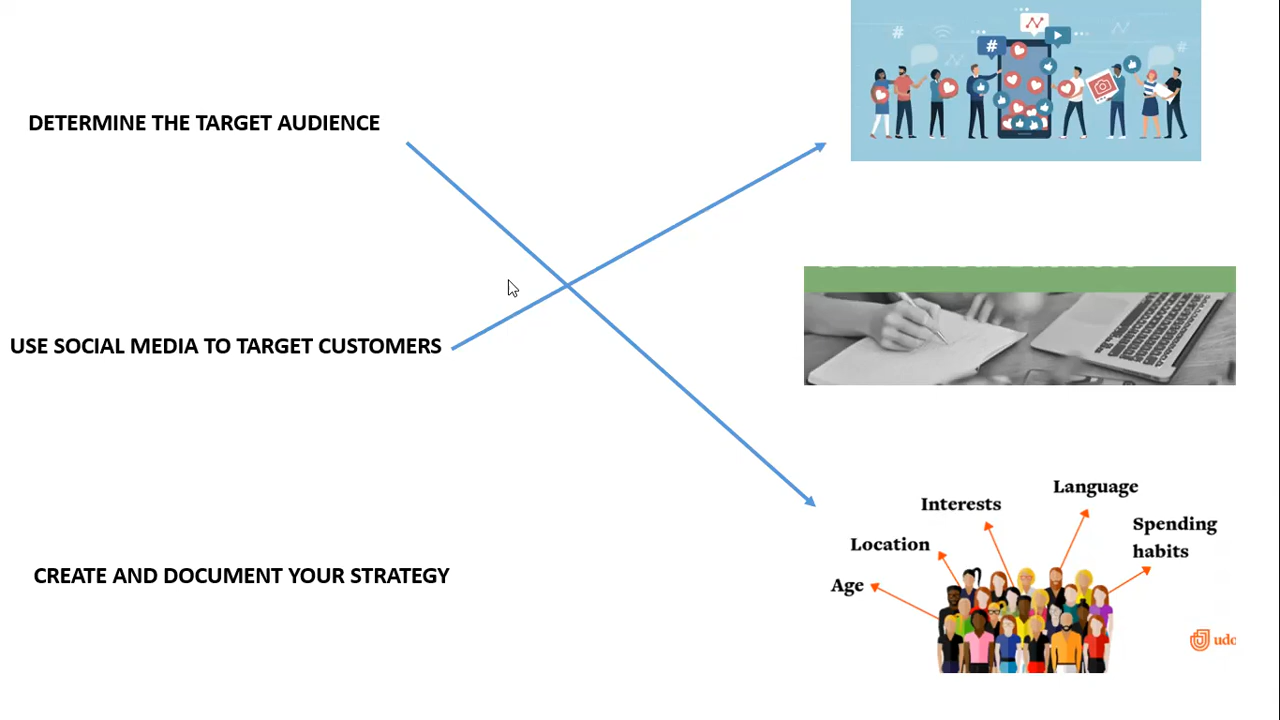 DETERMINE THE TARGET AUDIENCE
USE SOCIAL MEDIA TO TARGET CUSTOMERS
CREATE AND DOCUMENT YOUR STRATEGY
#
#
#
Language
Interests
Spending
habits
Location
Age
udo